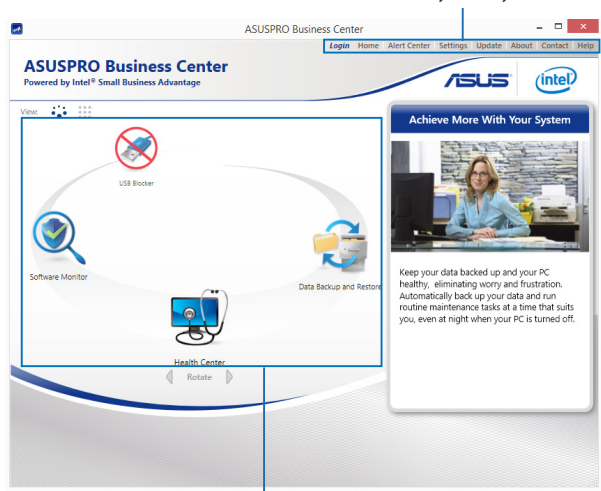 ASUSPRO Business Center
Login Home Alert Center Settings Update About Contact Help
ASUSPRO Business Center
Powered by Intel® Small Business Advantage
ASUS
intel
View:
Achieve More With Your System
USB Blocker
Software Monitor
Data Backup and Restore
Health Center
Rotate
Keep your data backed up and your PC
healthy, eliminating worry and frustration.
Automatically back up your data and run
routine maintenance tasks at a time that suits
you, even at night when your PC is turned off.